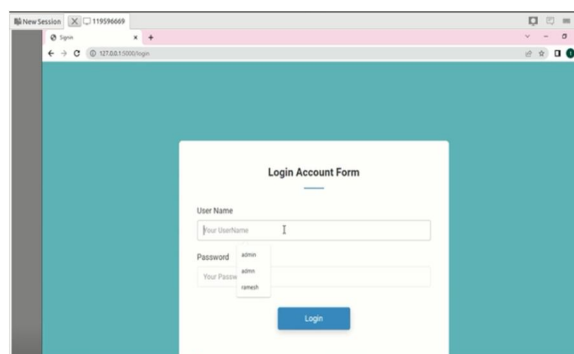 New Session 119596669
Signin
127.0.0.1:5000/login
Login Account Form
User Name
Your UserName
admin
Password
admn
Your Passw
ramesh
Login